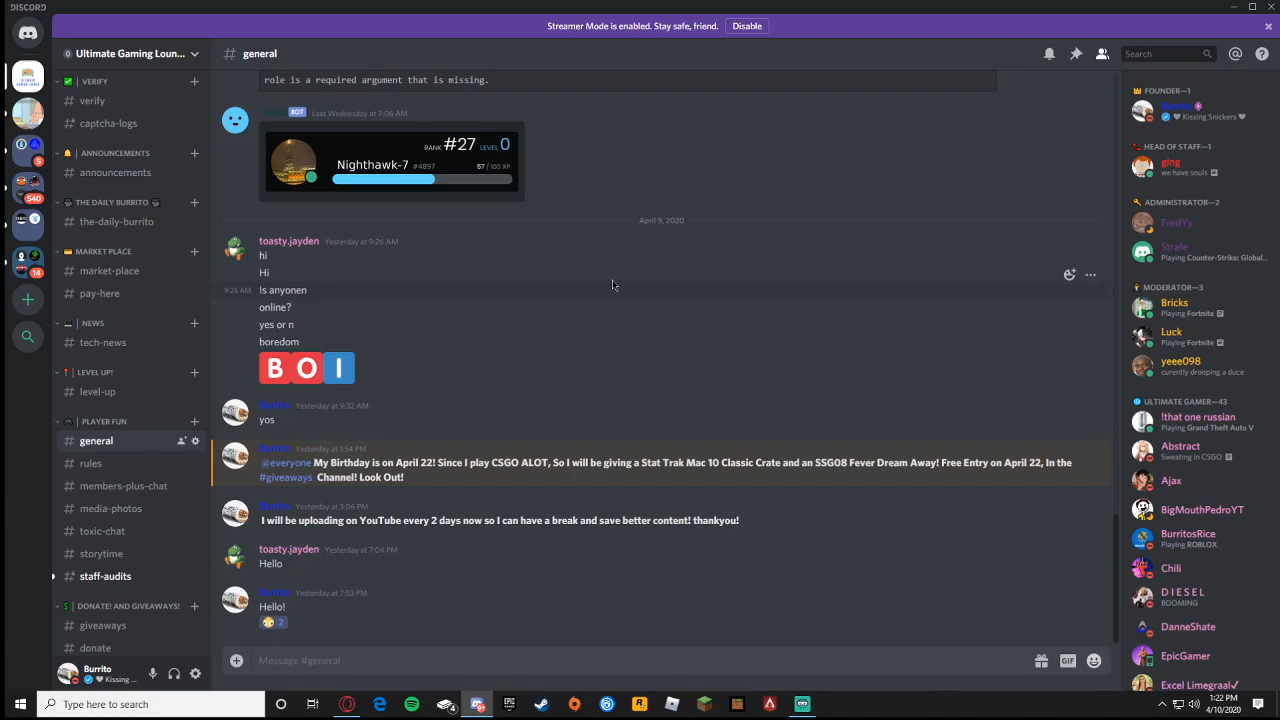 DISCORD
Streamer Mode is enabled. Stay safe, friend.
Disable
Ultimate Gaming Loun...
general
Search
VERIFY
verify
captcha-logs
ANNOUNCEMENTS
announcements
THE DAILY BURRITO
the-daily-burrito
MARKET PLACE
market-place
pay-here
NEWS
tech-news
LEVEL UP!
level-up
PLAYER FUN
general
rules
members-plus-chat
media-photos
toxic-chat
storytime
staff-audits
DONATE! AND GIVEAWAYS!
giveaways
donate
Burrito
Kissing ...
5
540
14
role is a required argument that is missing.
BOT Last Wednesday at 7:06 AM
RANK #27 LEVEL 0
Nighthawk-7 #4897 57 / 100 XP
April 9, 2020
toasty.jayden Yesterday at 9:26 AM
hi
Hi
9:26 AM Is anyonen
online?
yes or n
boredom
B O I
Burrito Yesterday at 9:32 AM
yos
Burrito Yesterday at 1:54 PM
@everyone My Birthday is on April 22! Since I play CSGO ALOT, So I will be giving a Stat Trak Mac 10 Classic Crate and an SSG08 Fever Dream Away! Free Entry on April 22, In the
#giveaways Channel! Look Out!
Burrito Yesterday at 3:06 PM
I will be uploading on YouTube every 2 days now so I can have a break and save better content! thankyou!
toasty.jayden Yesterday at 7:04 PM
Hello
Burrito Yesterday at 7:53 PM
Hello!
2
Message #general
GIF
FOUNDER—1
Burrito
Kissing Snickers
HEAD OF STAFF—1
ging
we have souls
ADMINISTRATOR—2
FredYy
Strafe
Playing Counter-Strike: Global...
MODERATOR—3
Bricks
Playing Fortnite
Luck
Playing Fortnite
yeee098
curently drooping a duce
ULTIMATE GAMER—43
!that one russian
Playing Grand Theft Auto V
Abstract
Sweating in CSGO
Ajax
BigMouthPedroYT
BurritosRice
Playing ROBLOX
Chili
D I E S E L
BOOMING
DanneShate
EpicGamer
Excel Limegraal✓
Type here to search
1:22 PM
4/10/2020